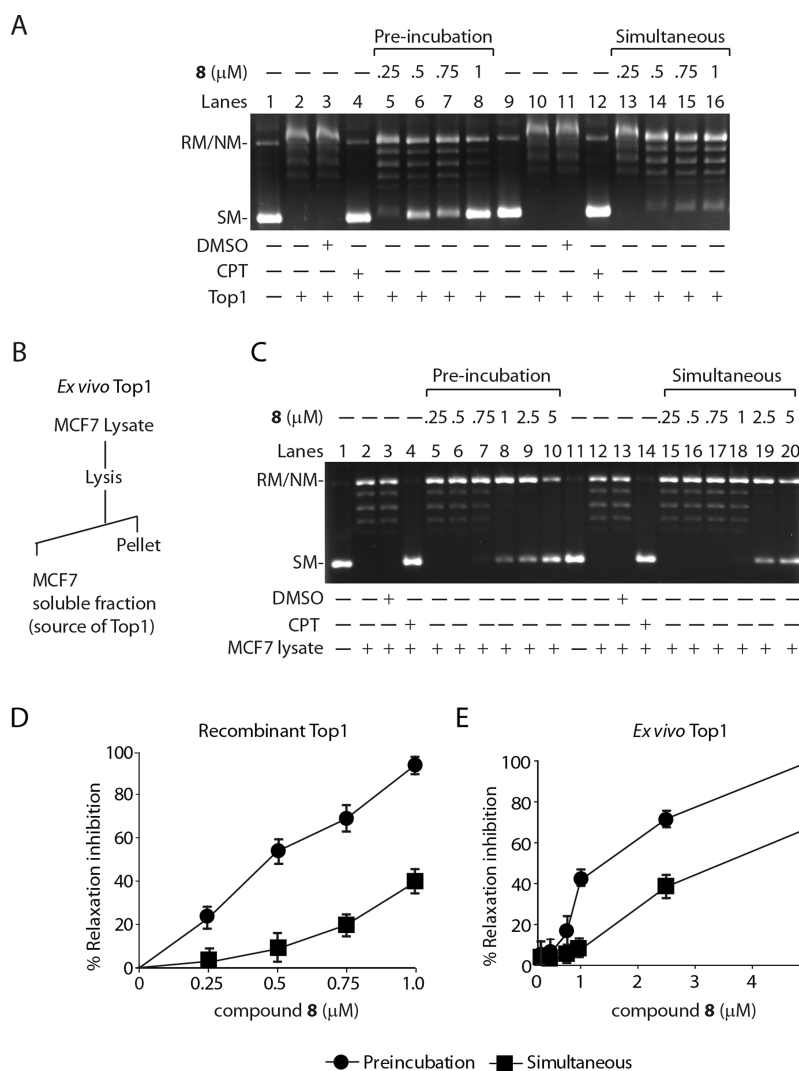 A
Pre-incubation Simultaneous
8 (μM) — — — — .25 .5 .75 1 — — — — .25 .5 .75 1
Lanes 1 2 3 4 5 6 7 8 9 10 11 12 13 14 15 16
RM/NM-
SM-
DMSO — — + — — — — — — — + — — — — —
CPT — — — + — — — — — — — + — — — —
Top1 — + + + + + + + — + + + + + + +
B
Ex vivo Top1
MCF7 Lysate
Lysis
Pellet
MCF7
soluble fraction
(source of Top1)
C
Pre-incubation Simultaneous
8 (μM) — — — — .25 .5 .75 1 2.5 5 — — — — .25 .5 .75 1 2.5 5
Lanes 1 2 3 4 5 6 7 8 9 10 11 12 13 14 15 16 17 18 19 20
RM/NM-
SM-
DMSO — — + — — — — — — — — — + — — — — — — —
CPT — — — + — — — — — — — — — + — — — — — —
MCF7 lysate — + + + + + + + + + — + + + + + + + + +
D
Recombinant Top1
% Relaxation inhibition
100
80
60
40
20
0
0 0.25 0.5 0.75 1.0
compound 8 (μM)
E
Ex vivo Top1
% Relaxation inhibition
100
80
60
40
20
0
0 1 2 3 4
compound 8 (μM)
Preincubation Simultaneous